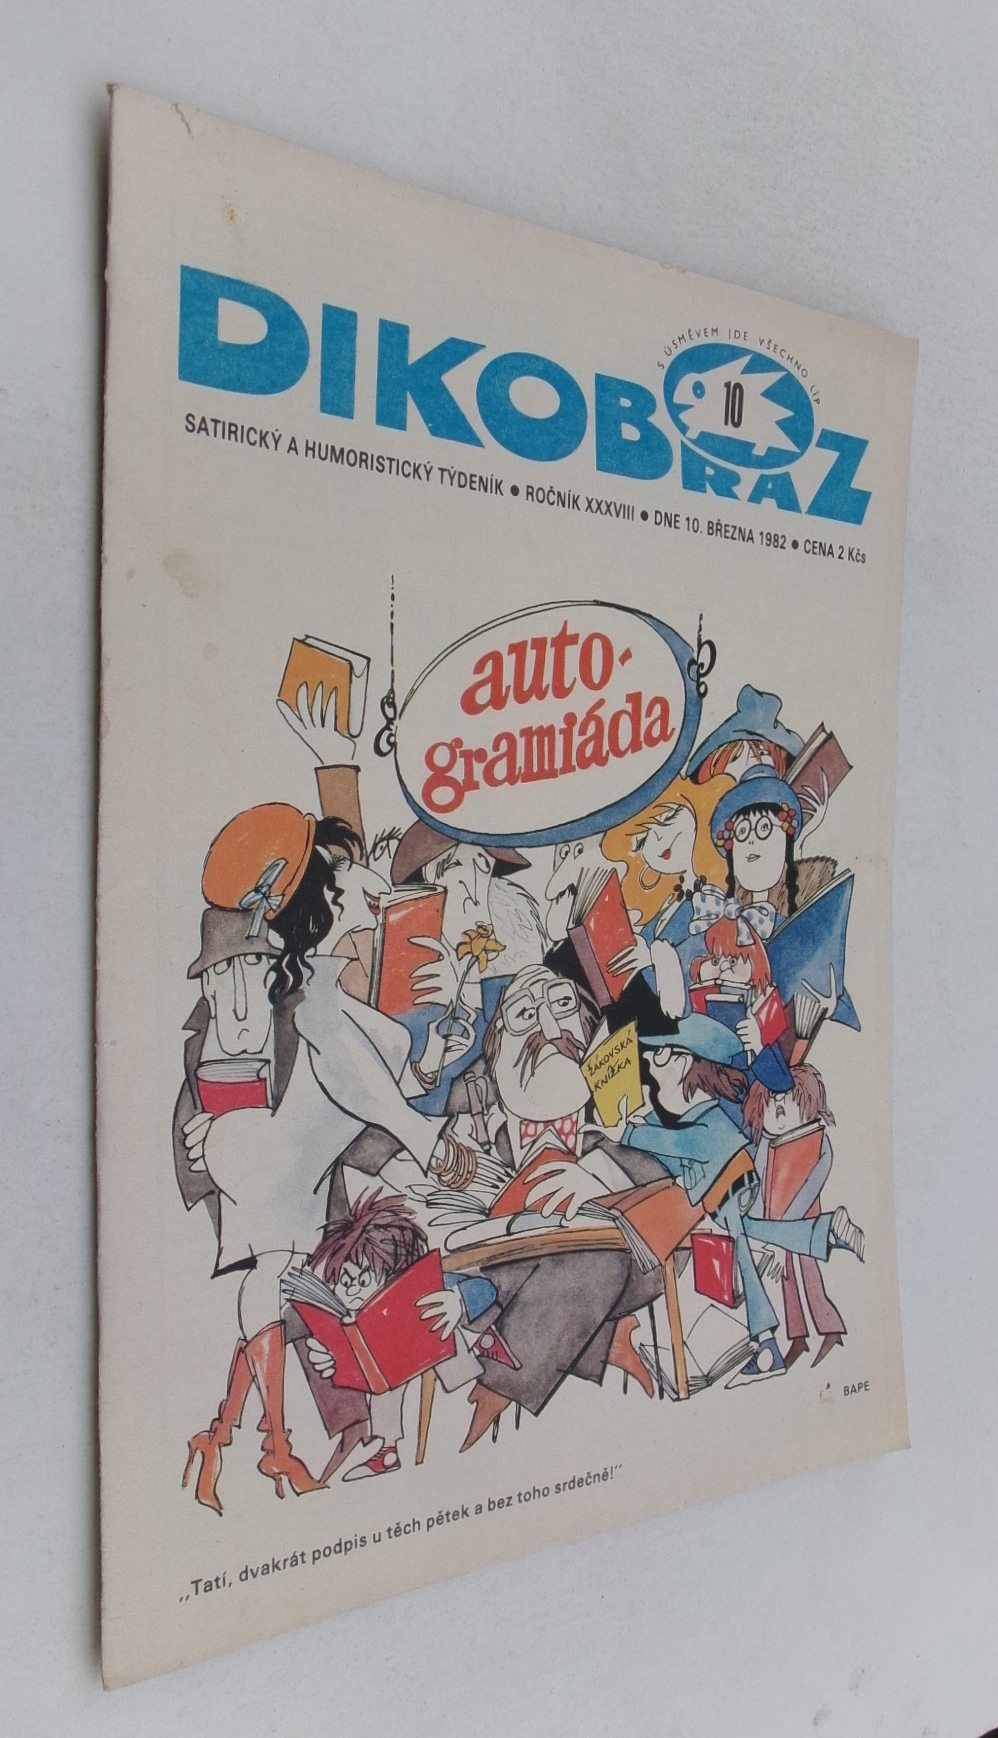 S ÚSMĚVEM JDE VŠECHNO LÍP
DIKOBRAZ
10
SATIRICKÝ A HUMORISTICKÝ TÝDENÍK ● ROČNÍK XXXVIII ● DNE 10. BŘEZNA 1982 ● CENA 2 Kčs
auto-
gramiáda
ŽÁKOVSKÁ
KNÍŽKA
BAPE
„Tatí, dvakrát podpis u těch pětek a bez toho srdečně!“